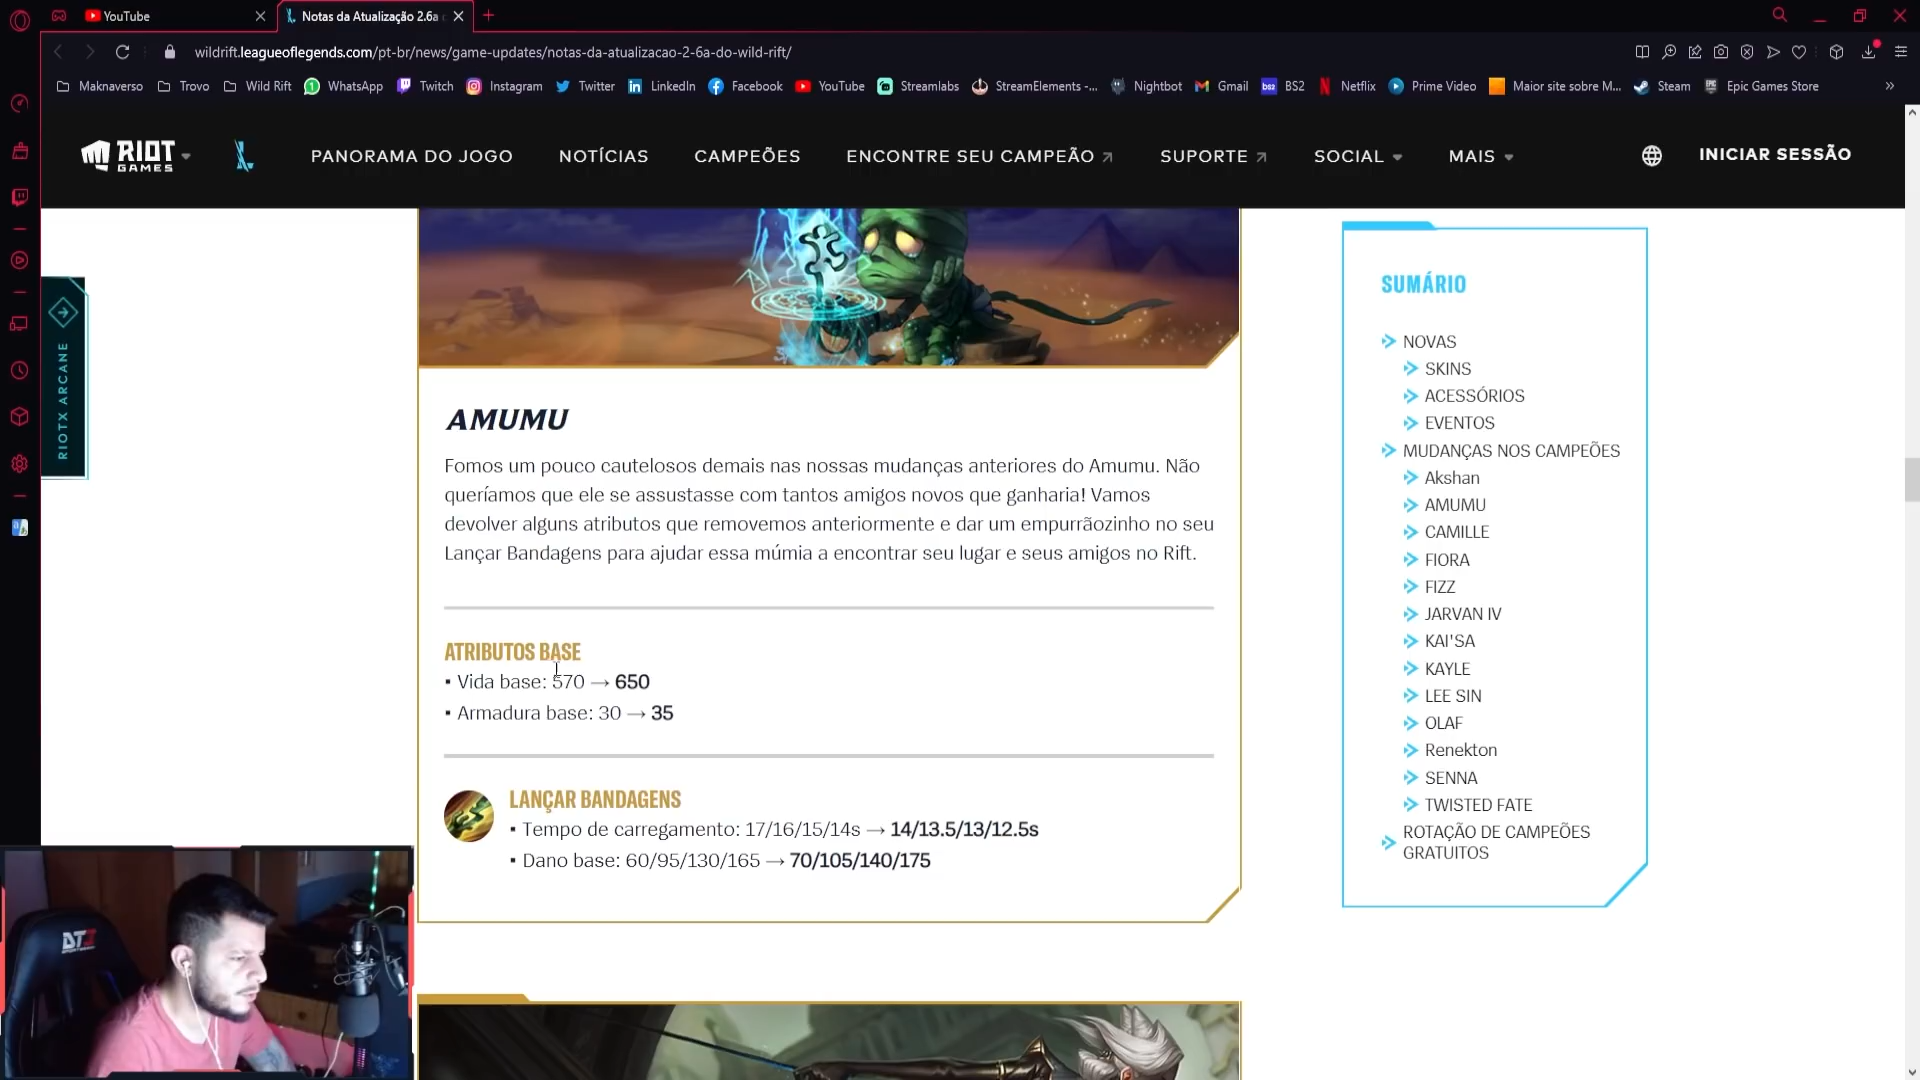 YouTube
Notas da Atualização 2.6a
wildrift.leagueoflegends.com/pt-br/news/game-updates/notas-da-atualizacao-2-6a-do-wild-rift/
Maknaverso
Trovo
Wild Rift
WhatsApp
Twitch
Instagram
Twitter
LinkedIn
Facebook
YouTube
Streamlabs
StreamElements -...
Nightbot
Gmail
bs2 BS2
Netflix
Prime Video
Maior site sobre M...
Steam
Epic Games Store
RIOT
GAMES
PANORAMA DO JOGO
NOTÍCIAS
CAMPEÕES
ENCONTRE SEU CAMPEÃO
SUPORTE
SOCIAL
MAIS
INICIAR SESSÃO
RIOTX ARCANE
AMUMU
Fomos um pouco cautelosos demais nas nossas mudanças anteriores do Amumu. Não
queríamos que ele se assustasse com tantos amigos novos que ganharia! Vamos
devolver alguns atributos que removemos anteriormente e dar um empurrãozinho no seu
Lançar Bandagens para ajudar essa múmia a encontrar seu lugar e seus amigos no Rift.
ATRIBUTOS BASE
▪ Vida base: 570 → 650
▪ Armadura base: 30 → 35
LANÇAR BANDAGENS
▪ Tempo de carregamento: 17/16/15/14s → 14/13.5/13/12.5s
▪ Dano base: 60/95/130/165 → 70/105/140/175
SUMÁRIO
NOVAS
SKINS
ACESSÓRIOS
EVENTOS
MUDANÇAS NOS CAMPEÕES
Akshan
AMUMU
CAMILLE
FIORA
FIZZ
JARVAN IV
KAI'SA
KAYLE
LEE SIN
OLAF
Renekton
SENNA
TWISTED FATE
ROTAÇÃO DE CAMPEÕES
GRATUITOS
DT3